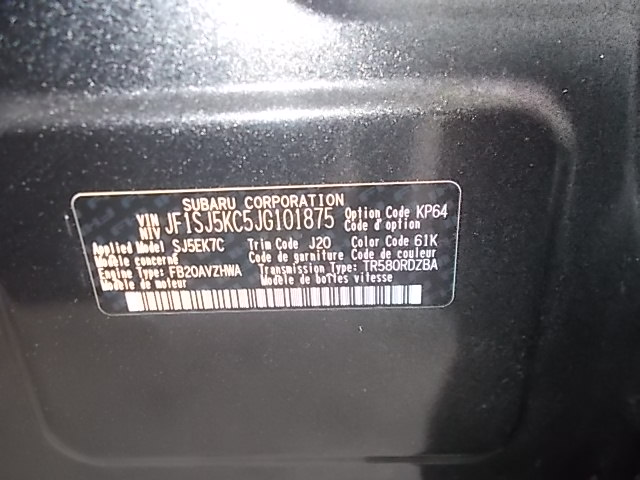 SUBARU CORPORATION
VIN NIV JF1SJ5KC5JG101875 Option Code KP64
Code d'option
Applied Model SJ5EK7C Trim Code J20 Color Code 61K
Modèle concerné Code de garniture Code de couleur
Engine Type FB20AVZHWA Transmission Type TR580RDZBA
Modèle de moteur Modèle de boîtes vitesse